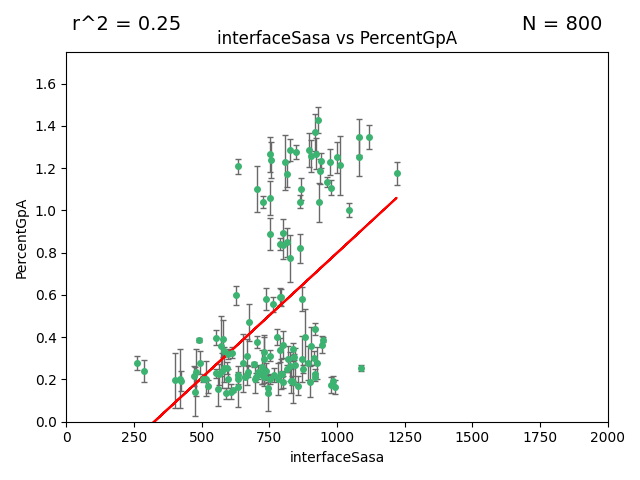 r^2 = 0.25
N = 800
interfaceSasa vs PercentGpA
PercentGpA
1.6
1.4
1.2
1.0
0.8
0.6
0.4
0.2
0.0
0 250 500 750 1000 1250 1500 1750 2000
interfaceSasa